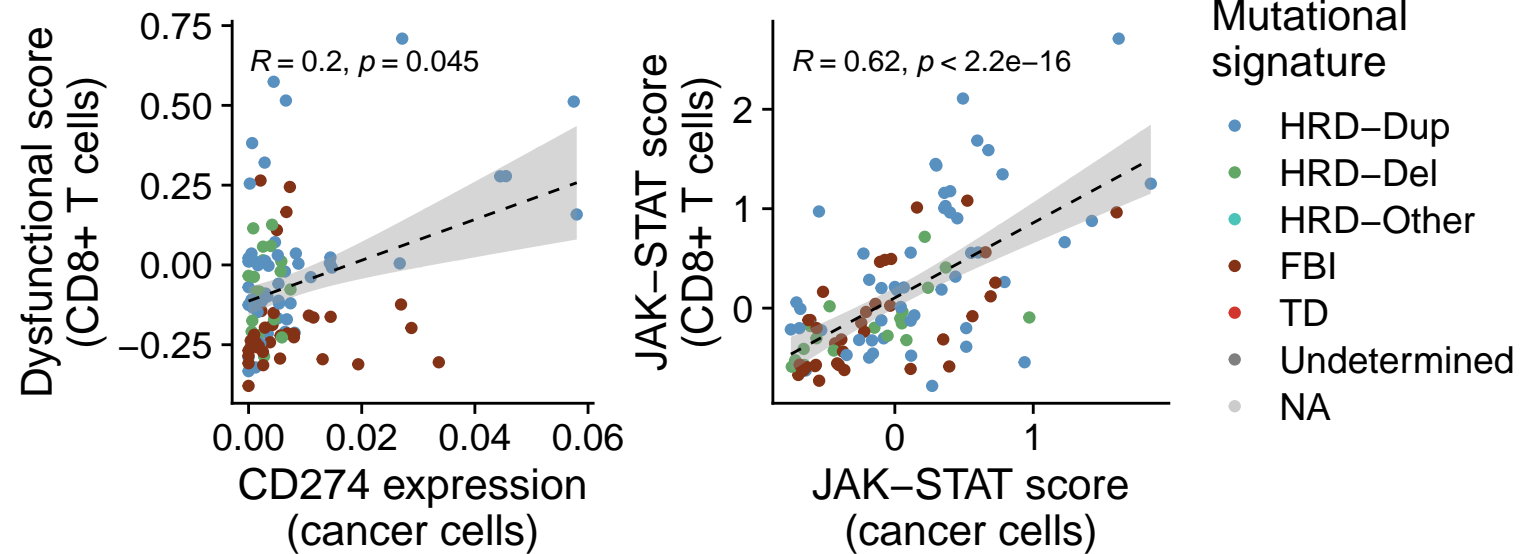 Dysfunctional score
(CD8+ T cells)
0.75
0.50
0.25
0.00
−0.25
R = 0.2, p = 0.045
0.00 0.02 0.04 0.06
CD274 expression
(cancer cells)
JAK−STAT score
(CD8+ T cells)
2
1
0
R = 0.62, p < 2.2e−16
0 1
JAK−STAT score
(cancer cells)
Mutational
signature
HRD−Dup
HRD−Del
HRD−Other
FBI
TD
Undetermined
NA